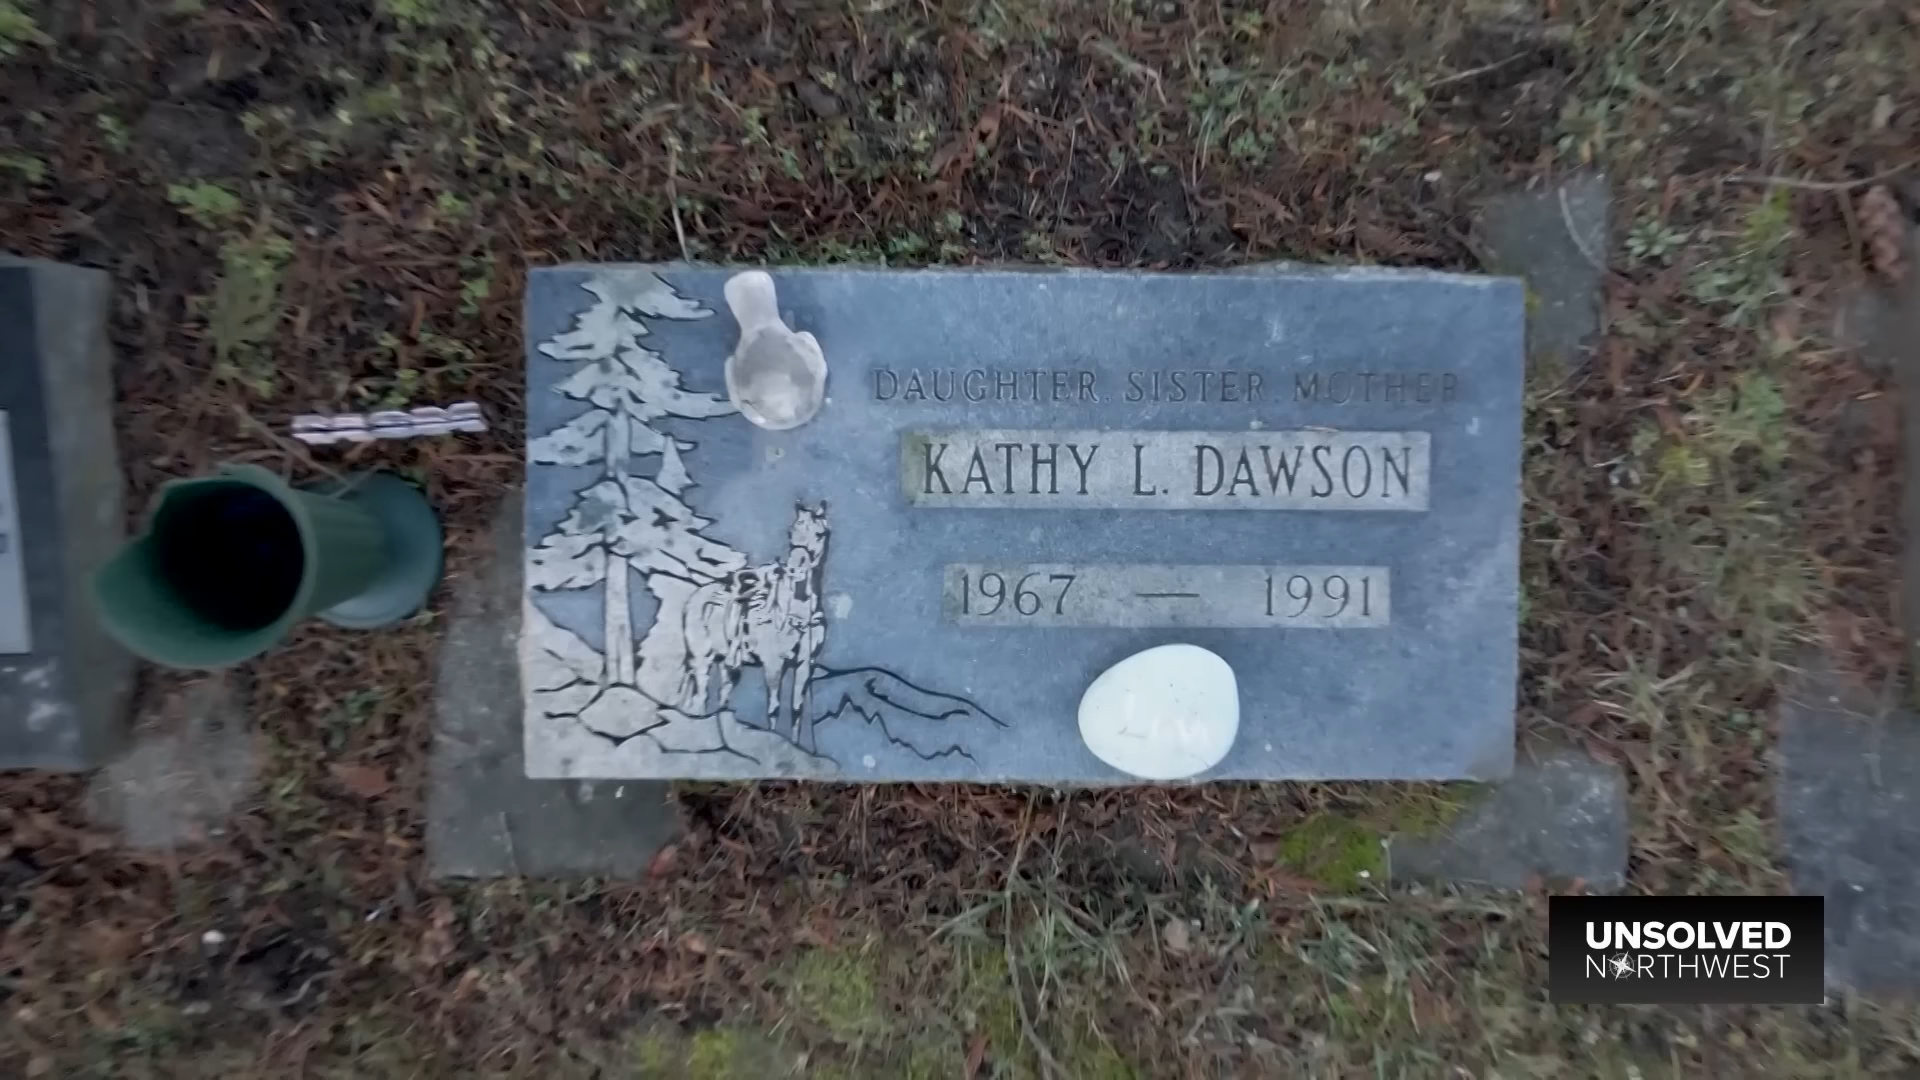 DAUGHTER. SISTER. MOTHER
KATHY L. DAWSON
1967 — 1991
UNSOLVED
NORTHWEST